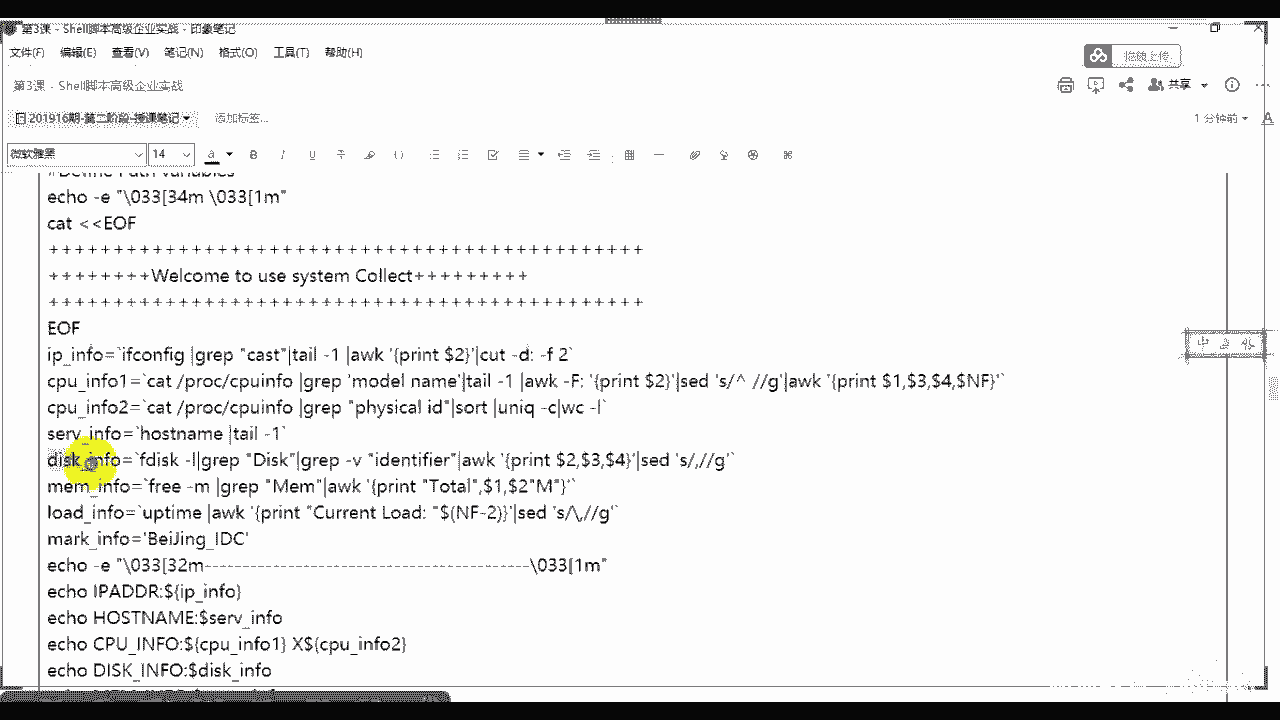 第3课 - Shell脚本高级企业实战 - 印象笔记
文件(F) 编辑(E) 查看(V) 笔记(N) 格式(O) 工具(T) 帮助(H)
拖拽上传
第3课 - Shell脚本高级企业实战
共享
201916期-第二阶段-授课笔记
添加标签...
1 分钟前
微软雅黑 14
#Define Path variables
echo -e "\033[34m \033[1m"
cat <<EOF
++++++++++++++++++++++++++++++++++++++++++++++
++++++++Welcome to use system Collect+++++++++
++++++++++++++++++++++++++++++++++++++++++++++
EOF
ip_info=`ifconfig |grep "cast"|tail -1 |awk '{print $2}'|cut -d: -f 2`
cpu_info1=`cat /proc/cpuinfo |grep 'model name'|tail -1 |awk -F: '{print $2}'|sed 's/^ //g'|awk '{print $1,$3,$4,$NF}'`
cpu_info2=`cat /proc/cpuinfo |grep "physical id"|sort |uniq -c|wc -l`
serv_info=`hostname |tail -1`
disk_info=`fdisk -l|grep "Disk"|grep -v "identifier"|awk '{print $2,$3,$4}'|sed 's/,//g'`
mem_info=`free -m |grep "Mem"|awk '{print "Total",$1,$2"M"}'`
load_info=`uptime |awk '{print "Current Load: "$(NF-2)}'|sed 's/\,//g'`
mark_info='BeiJing_IDC'
echo -e "\033[32m-------------------------------------------\033[1m"
echo IPADDR:${ip_info}
echo HOSTNAME:$serv_info
echo CPU_INFO:${cpu_info1} X${cpu_info2}
echo DISK_INFO:$disk_info